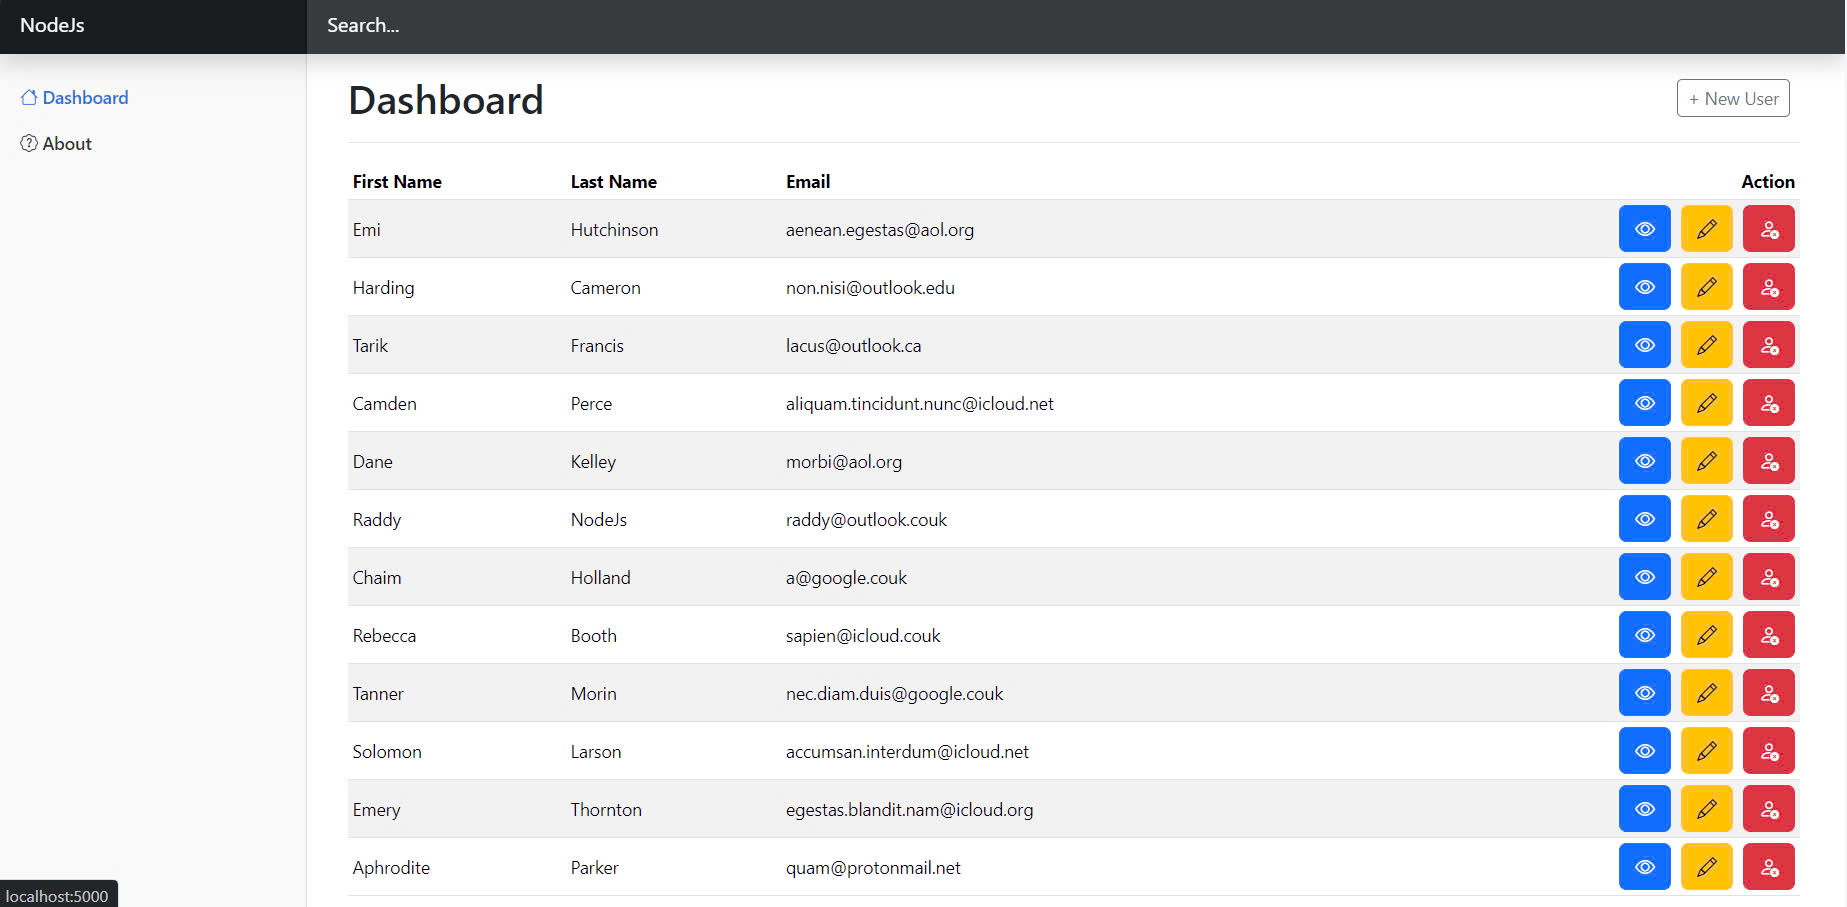 NodeJs
Search...
Dashboard
About
Dashboard
+ New User
First Name Last Name Email Action
Emi Hutchinson aenean.egestas@aol.org
Harding Cameron non.nisi@outlook.edu
Tarik Francis lacus@outlook.ca
Camden Perce aliquam.tincidunt.nunc@icloud.net
Dane Kelley morbi@aol.org
Raddy NodeJs raddy@outlook.couk
Chaim Holland a@google.couk
Rebecca Booth sapien@icloud.couk
Tanner Morin nec.diam.duis@google.couk
Solomon Larson accumsan.interdum@icloud.net
Emery Thornton egestas.blandit.nam@icloud.org
Aphrodite Parker quam@protonmail.net
localhost:5000